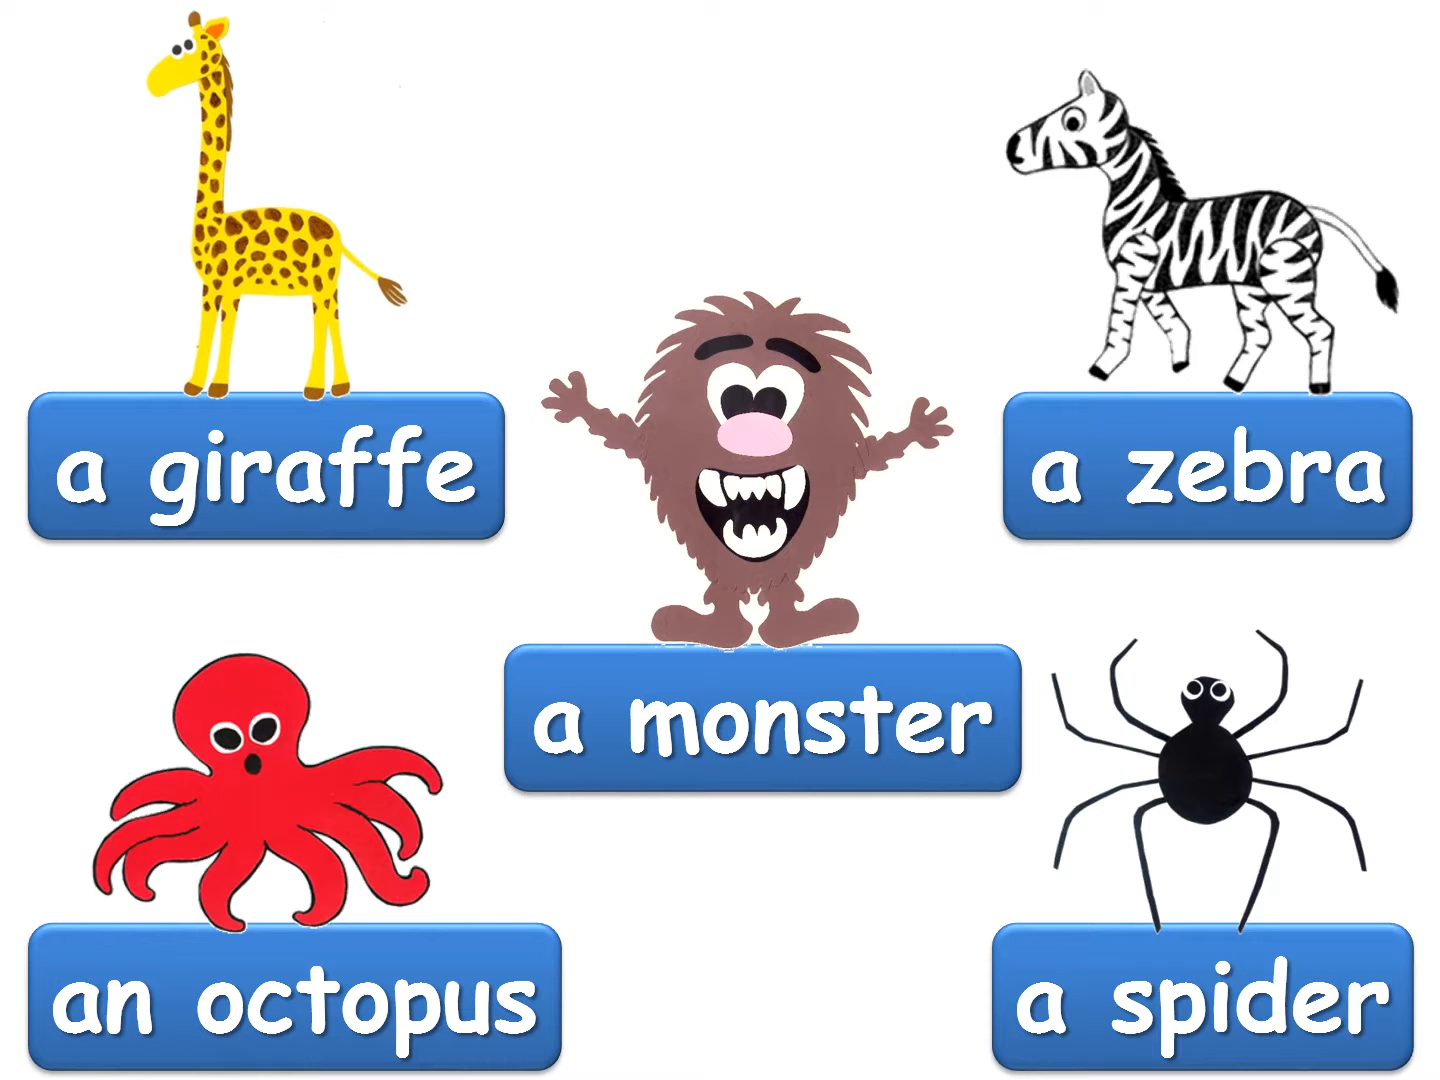 a giraffe
a zebra
a monster
an octopus
a spider